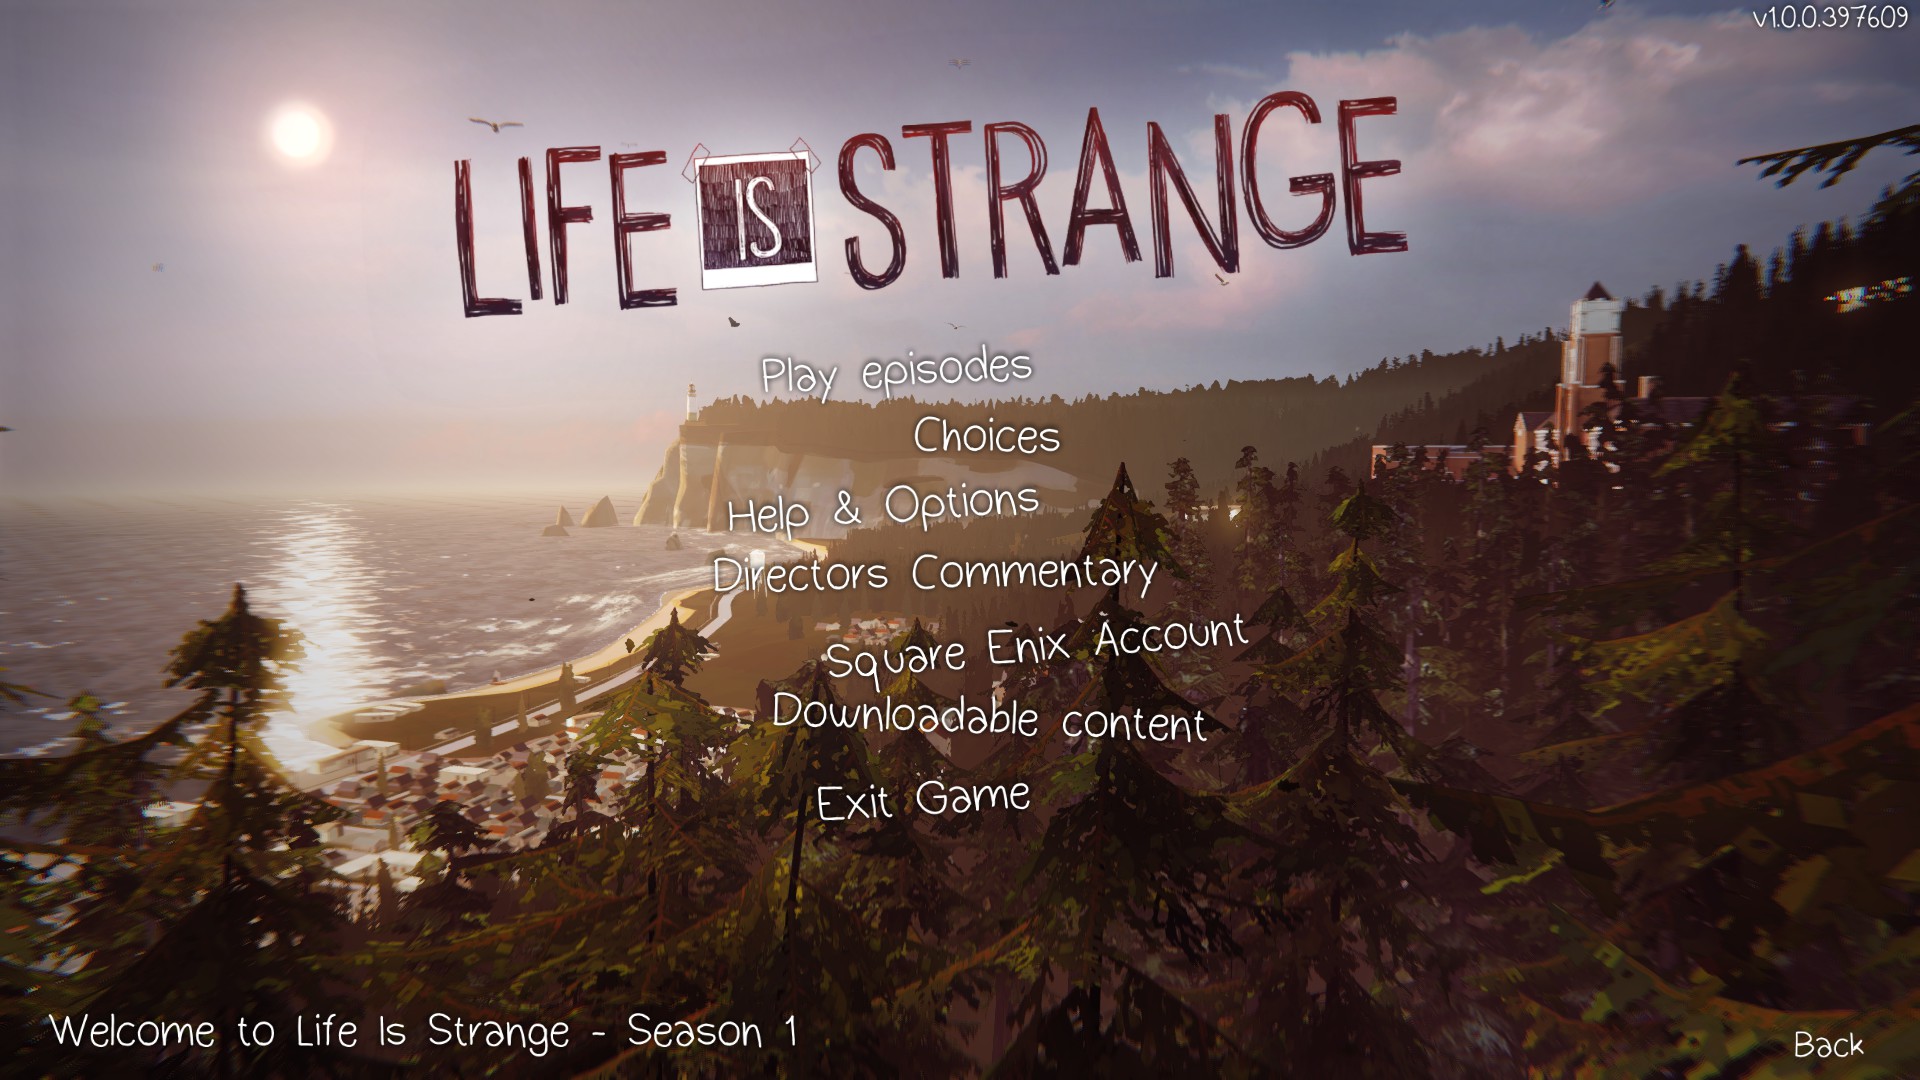 v1.0.0.397609
LIFE IS STRANGE
Play episodes
Choices
Help & Options
Directors Commentary
Square Enix Account
Downloadable content
Exit Game
Welcome to Life Is Strange - Season 1
Back